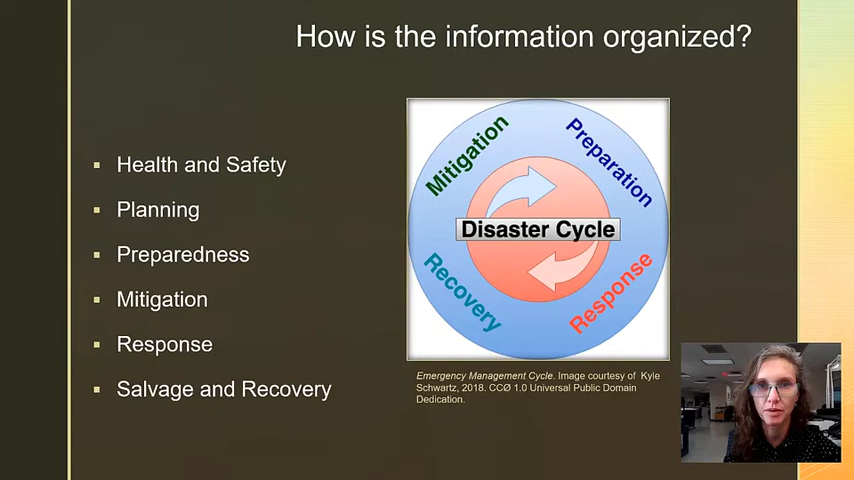 How is the information organized?
▪ Health and Safety
▪ Planning
▪ Preparedness
▪ Mitigation
▪ Response
▪ Salvage and Recovery
Mitigation
Preparation
Disaster Cycle
Recovery
Response
Emergency Management Cycle. Image courtesy of Kyle
Schwartz, 2018. CCØ 1.0 Universal Public Domain
Dedication.